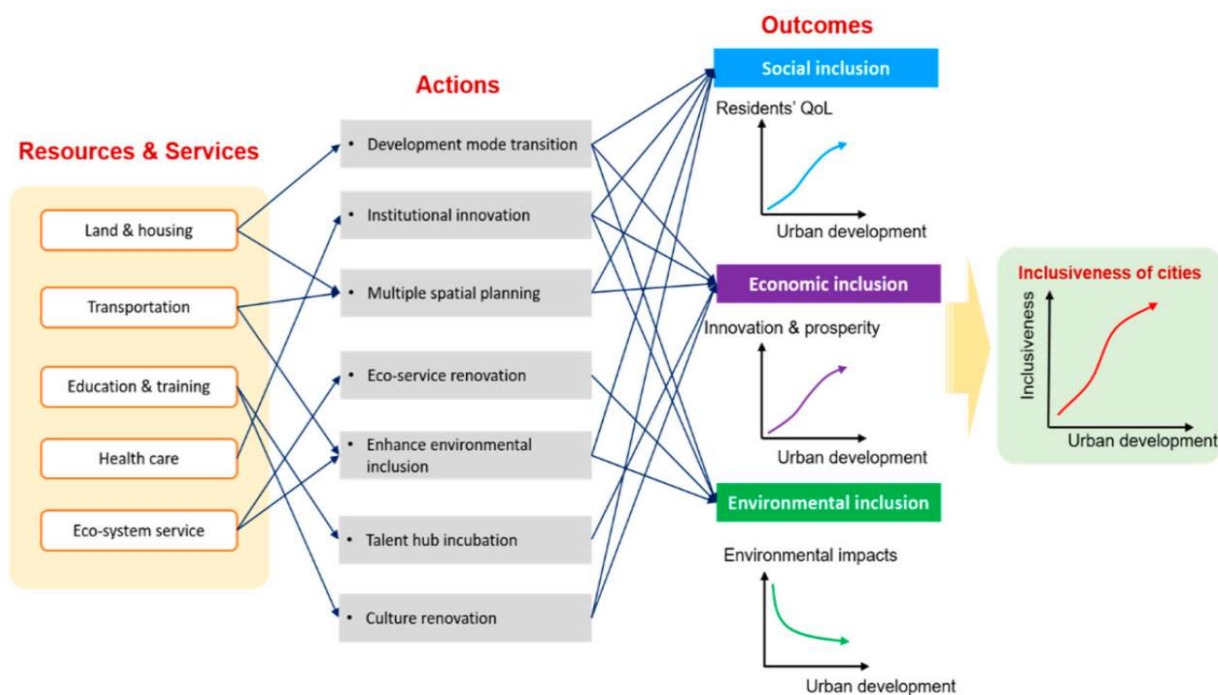 Resources & Services
Land & housing
Transportation
Education & training
Health care
Eco-system service
Actions
• Development mode transition
• Institutional innovation
• Multiple spatial planning
• Eco-service renovation
• Enhance environmental
inclusion
• Talent hub incubation
• Culture renovation
Outcomes
Social inclusion
Residents' QoL
Urban development
Economic inclusion
Innovation & prosperity
Urban development
Environmental inclusion
Environmental impacts
Urban development
Inclusiveness of cities
Inclusiveness
Urban development